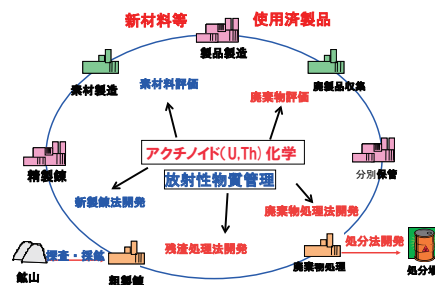 新材料等
使用済製品
製品製造
素材製造
素材料評価
廃棄物評価
廃製品収集
アクチノイド(U,Th)化学
放射性物質管理
精製錬
分別保管
新製錬法開発
廃棄物処理法開発
残渣処理法開発
処分法開発
探査・採鉱
鉱山
粗製錬
廃棄物処理
処分場